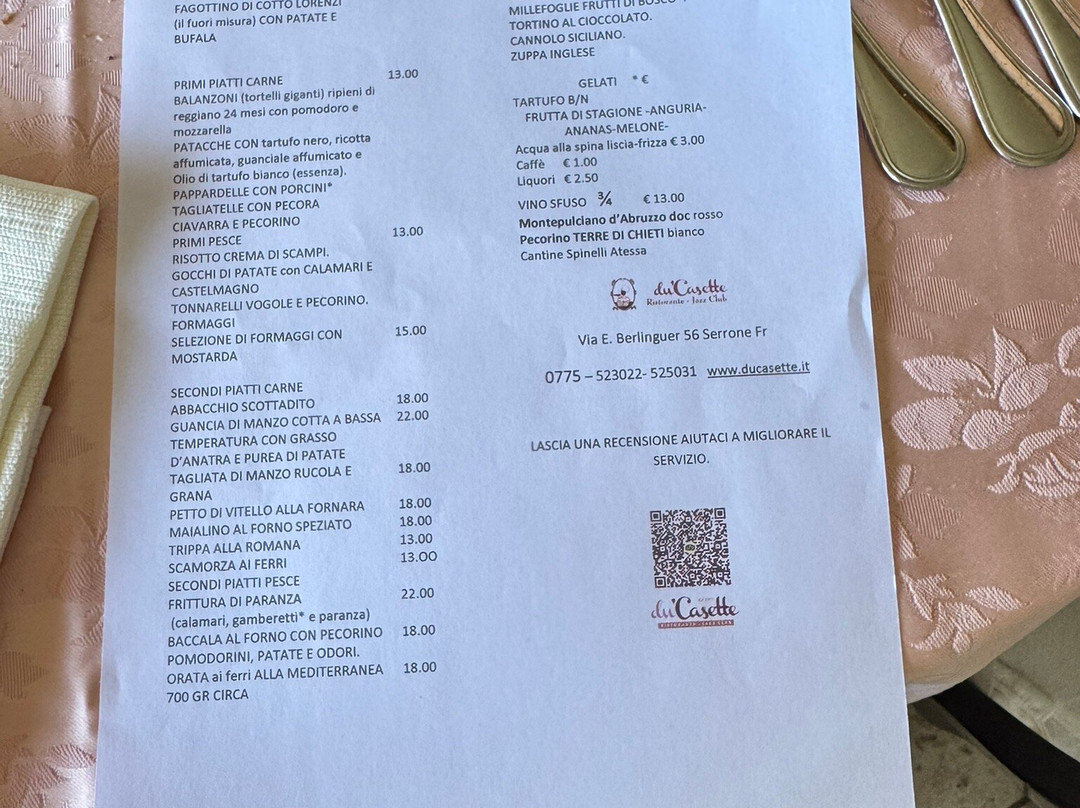 FAGOTTINO DI COTTO LORENZI
(il fuori misura) CON PATATE E
BUFALA
PRIMI PIATTI CARNE 13.00
BALANZONI (tortelli giganti) ripieni di
reggiano 24 mesi con pomodoro e
mozzarella
PATACCHE CON tartufo nero, ricotta
affumicata, guanciale affumicato e
Olio di tartufo bianco (essenza).
PAPPARDELLE CON PORCINI*
TAGLIATELLE CON PECORA
CIAVARRA E PECORINO
PRIMI PESCE 13.00
RISOTTO CREMA DI SCAMPI.
GOCCHI DI PATATE con CALAMARI E
CASTELMAGNO
TONNARELLI VOGOLE E PECORINO.
FORMAGGI
SELEZIONE DI FORMAGGI CON 15.00
MOSTARDA
SECONDI PIATTI CARNE
ABBACCHIO SCOTTADITO 18.00
GUANCIA DI MANZO COTTA A BASSA 22.00
TEMPERATURA CON GRASSO
D'ANATRA E PUREA DI PATATE
TAGLIATA DI MANZO RUCOLA E 18.00
GRANA
PETTO DI VITELLO ALLA FORNARA 18.00
MAIALINO AL FORNO SPEZIATO 18.00
TRIPPA ALLA ROMANA 13.00
SCAMORZA AI FERRI 13.OO
SECONDI PIATTI PESCE
FRITTURA DI PARANZA 22.00
(calamari, gamberetti* e paranza)
BACCALA AL FORNO CON PECORINO 18.00
POMODORINI, PATATE E ODORI.
ORATA ai ferri ALLA MEDITERRANEA 18.00
700 GR CIRCA
MILLEFOGLIE FRUTTI DI BOSCO
TORTINO AL CIOCCOLATO.
CANNOLO SICILIANO.
ZUPPA INGLESE
GELATI *€
TARTUFO B/N
FRUTTA DI STAGIONE -ANGURIA-
ANANAS-MELONE-
Acqua alla spina liscia-frizza € 3.00
Caffè € 1.00
Liquori € 2.50
VINO SFUSO ¾ € 13.00
Montepulciano d'Abruzzo doc rosso
Pecorino TERRE DI CHIETI bianco
Cantine Spinelli Atessa
du'Casette
Ristorante - Jazz Club
Via E. Berlinguer 56 Serrone Fr
0775 – 523022- 525031 www.ducasette.it
LASCIA UNA RECENSIONE AIUTACI A MIGLIORARE IL
SERVIZIO.
du'Casette
RISTORANTE - JAZZ CLUB